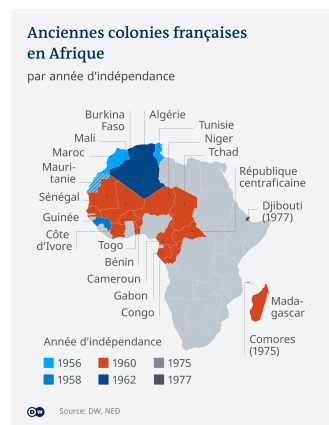 Anciennes colonies françaises
en Afrique
par année d'indépendance
Burkina
Faso
Algérie
Tunisie
Mali
Niger
Maroc
Tchad
Mauri-
tanie
République
centraficaine
Sénégal
Djibouti
(1977)
Guinée
Côte
d'Ivore
Togo
Bénin
Cameroun
Gabon
Congo
Mada-
gascar
Comores
(1975)
Année d'indépendance
1956
1960
1975
1958
1962
1977
DW
Source: DW, NED